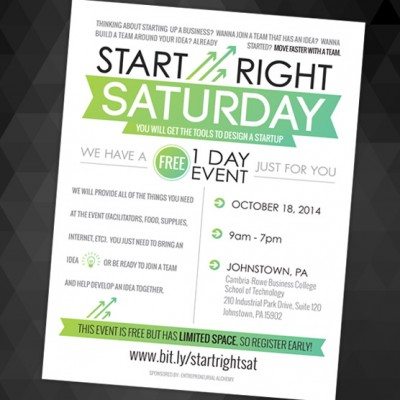 THINKING ABOUT STARTING UP A BUSINESS? WANNA JOIN A TEAM THAT HAS AN IDEA? WANNA
BUILD A TEAM AROUND YOUR IDEA? ALREADY STARTED? MOVE FASTER WITH A TEAM.
START RIGHT
SATURDAY
YOU WILL GET THE TOOLS TO DESIGN A STARTUP
WE HAVE A FREE 1 DAY EVENT JUST FOR YOU
WE WILL PROVIDE ALL OF THE THINGS YOU NEED
AT THE EVENT (FACILITATORS, FOOD, SUPPLIES,
INTERNET, ETC). YOU JUST NEED TO BRING AN
IDEA OR BE READY TO JOIN A TEAM
AND HELP DEVELOP AN IDEA TOGETHER.
OCTOBER 18, 2014
9am - 7pm
JOHNSTOWN, PA
Cambria-Rowe Business College
School of Technology
210 Industrial Park Drive, Suite 120
Johnstown, PA 15902
THIS EVENT IS FREE BUT HAS LIMITED SPACE, SO REGISTER EARLY!
www.bit.ly/startrightsat
SPONSORED BY: ENTREPRENEURIAL ALCHEMY